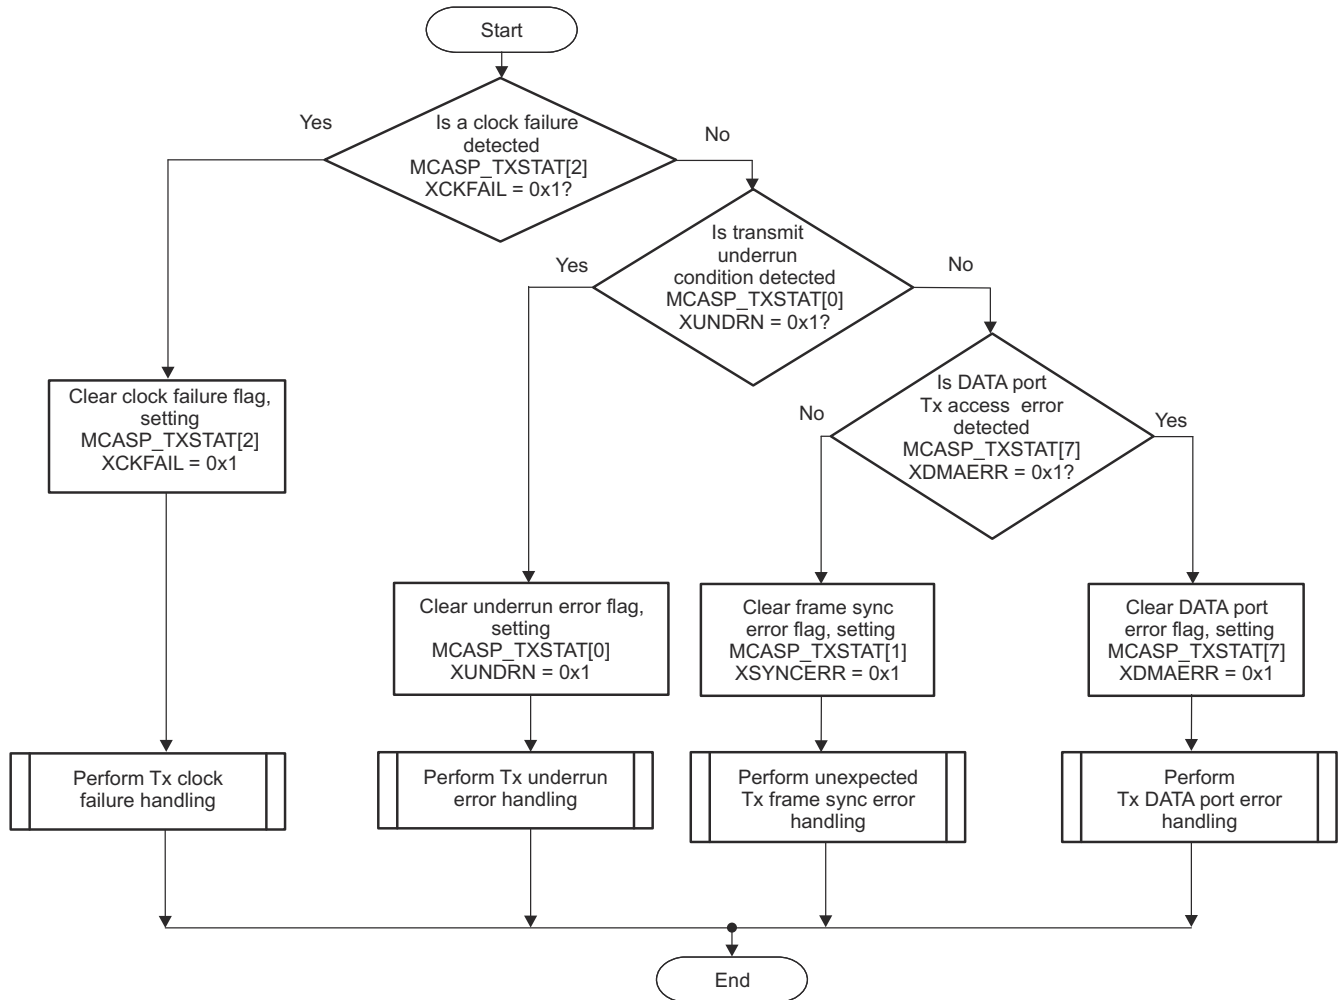 Start
Is a clock failure
detected
MCASP_TXSTAT[2]
XCKFAIL = 0x1?
Yes
No
Is transmit
underrun
condition detected
MCASP_TXSTAT[0]
XUNDRN = 0x1?
Yes
No
Is DATA port
Tx access error
detected
MCASP_TXSTAT[7]
XDMAERR = 0x1?
No
Yes
Clear clock failure flag,
setting
MCASP_TXSTAT[2]
XCKFAIL = 0x1
Clear underrun error flag,
setting
MCASP_TXSTAT[0]
XUNDRN = 0x1
Clear frame sync
error flag, setting
MCASP_TXSTAT[1]
XSYNCERR = 0x1
Clear DATA port
error flag, setting
MCASP_TXSTAT[7]
XDMAERR = 0x1
Perform Tx clock
failure handling
Perform Tx underrun
error handling
Perform unexpected
Tx frame sync error
handling
Perform
Tx DATA port error
handling
End